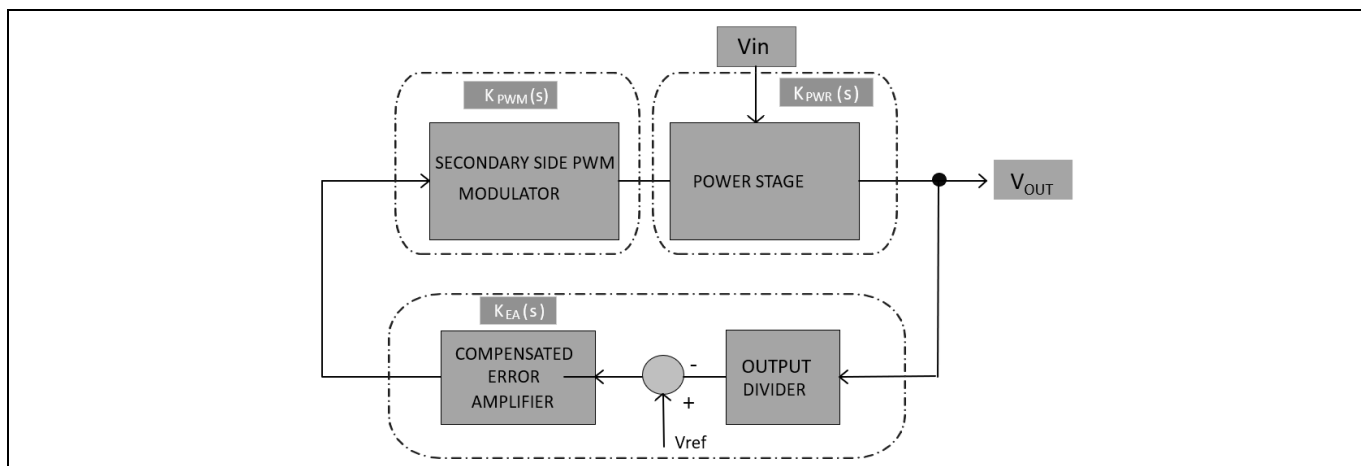 Vin
K PWM (s)
K PWR (s)
SECONDARY SIDE PWM
MODULATOR
POWER STAGE
VOUT
K EA (s)
COMPENSATED
ERROR
AMPLIFIER
-
+
Vref
OUTPUT
DIVIDER